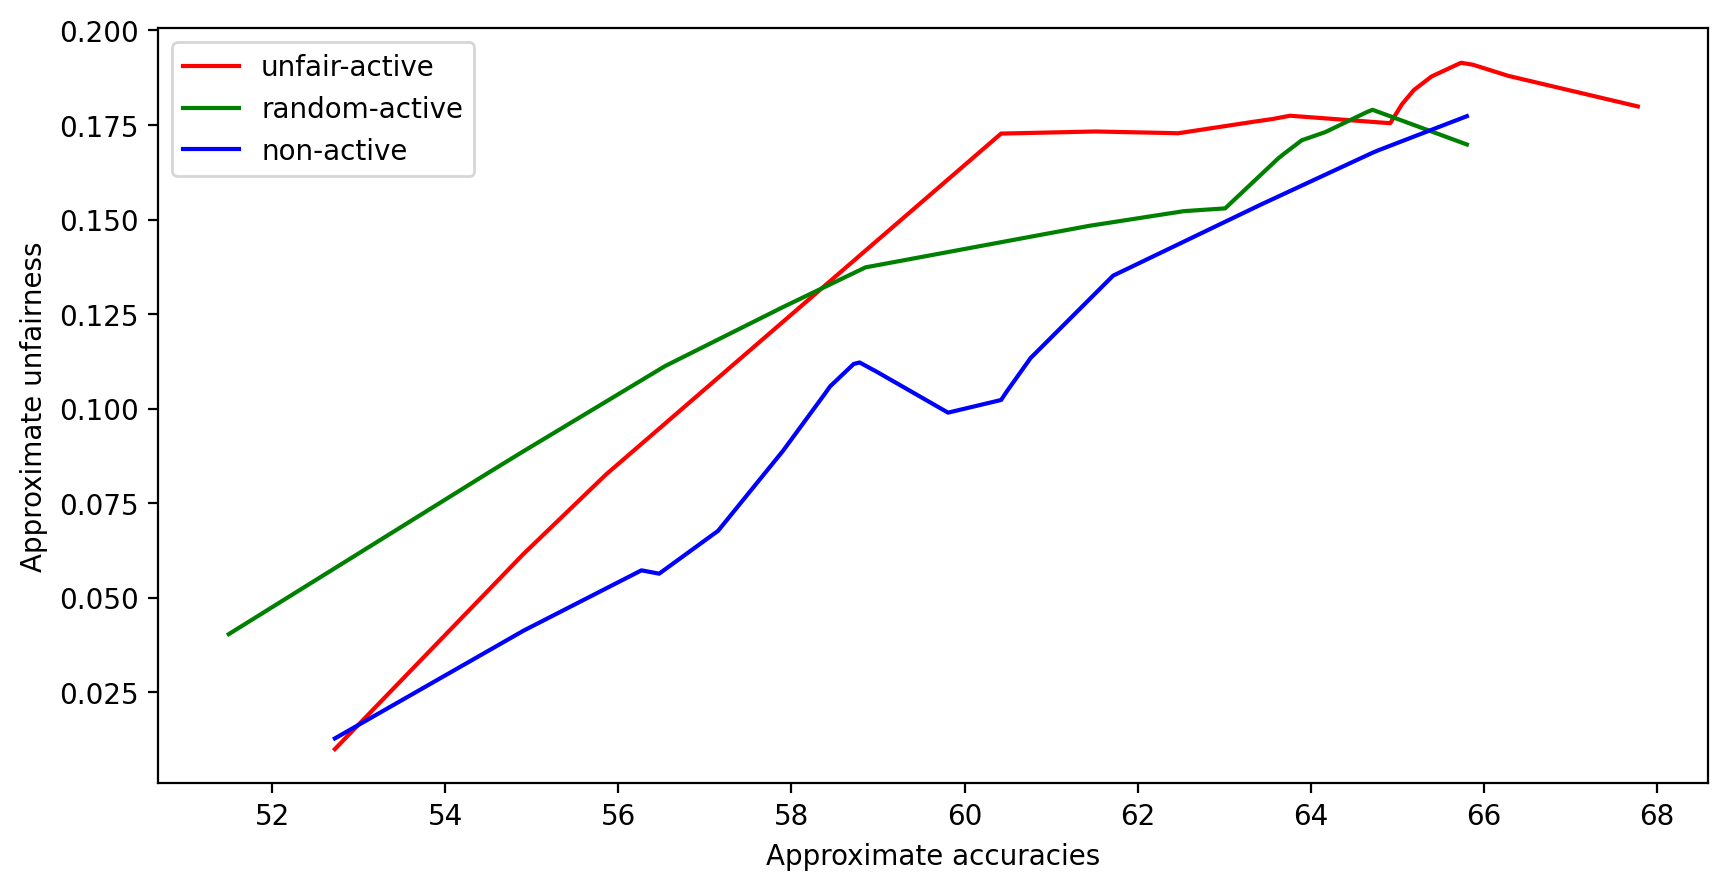 unfair-active
random-active
non-active
0.200
0.175
0.150
0.125
0.100
0.075
0.050
0.025
Approximate unfairness
52 54 56 58 60 62 64 66 68
Approximate accuracies